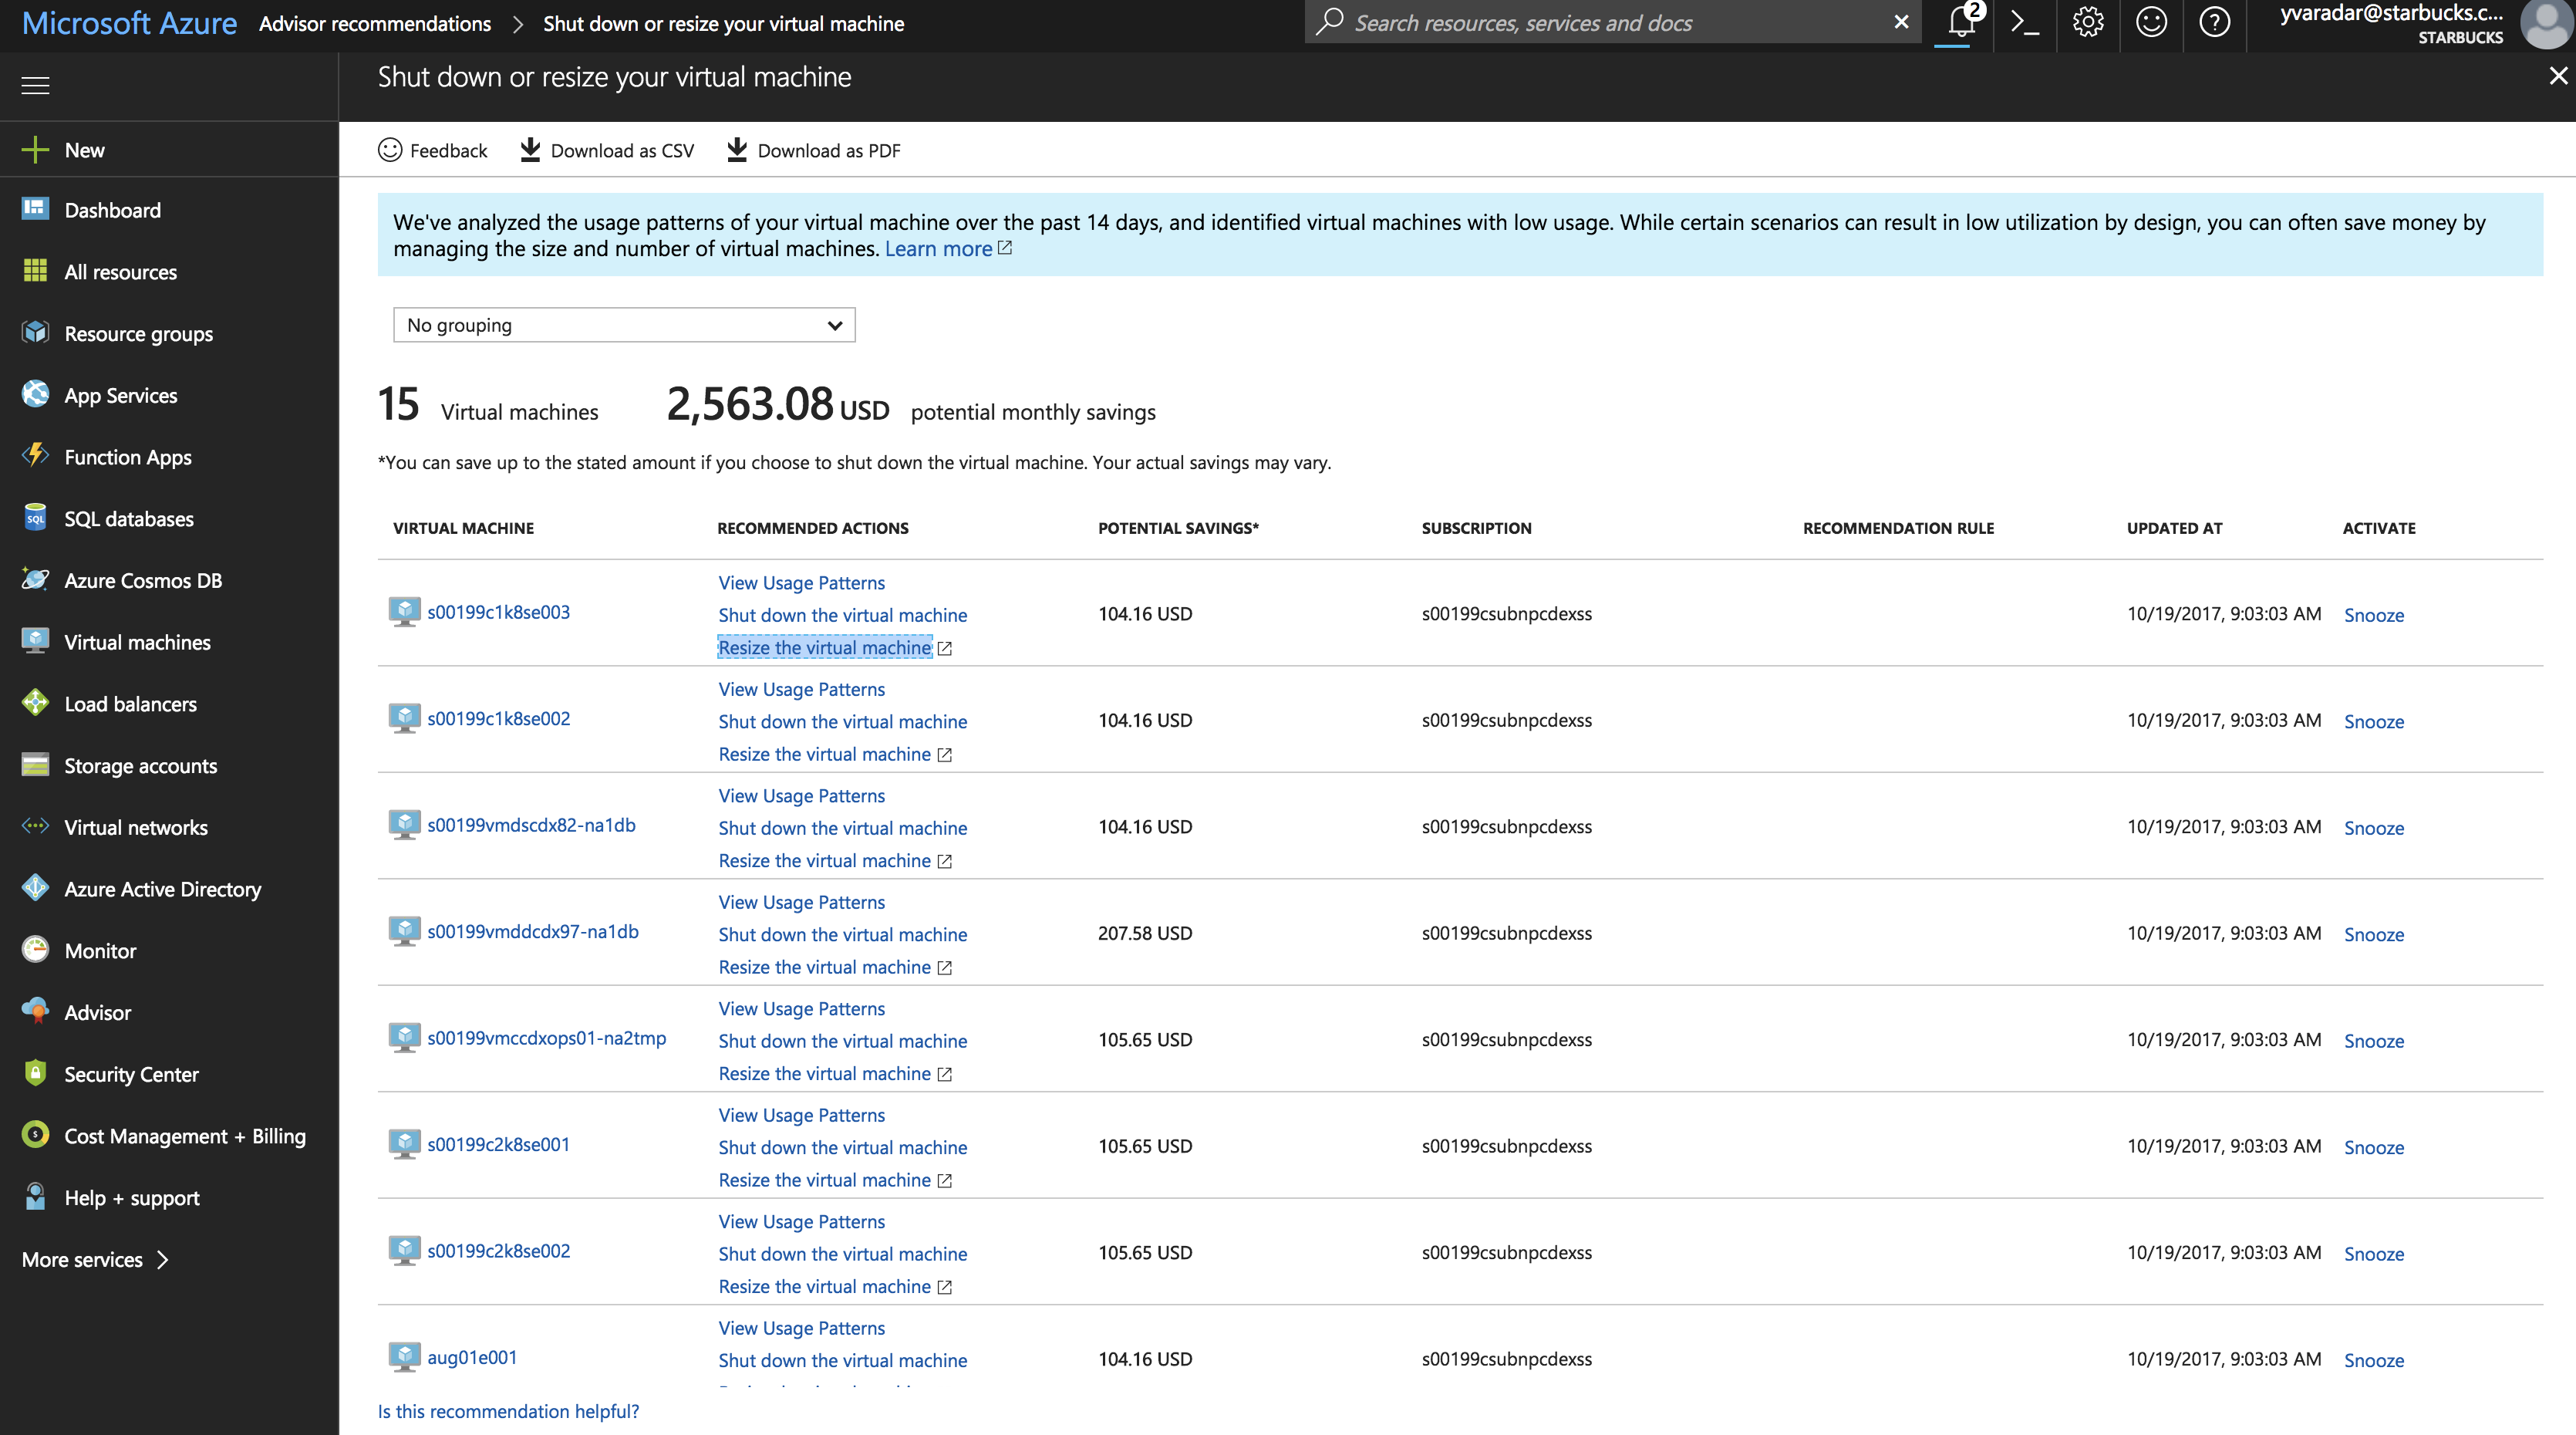 Microsoft Azure Advisor recommendations > Shut down or resize your virtual machine
Search resources, services and docs
2
yvaradar@starbucks.c...
STARBUCKS
Shut down or resize your virtual machine
New
Dashboard
All resources
Resource groups
App Services
Function Apps
SQL databases
Azure Cosmos DB
Virtual machines
Load balancers
Storage accounts
Virtual networks
Azure Active Directory
Monitor
Advisor
Security Center
Cost Management + Billing
Help + support
More services
Feedback Download as CSV Download as PDF
We've analyzed the usage patterns of your virtual machine over the past 14 days, and identified virtual machines with low usage. While certain scenarios can result in low utilization by design, you can often save money by
managing the size and number of virtual machines. Learn more
No grouping
15 Virtual machines 2,563.08 USD potential monthly savings
*You can save up to the stated amount if you choose to shut down the virtual machine. Your actual savings may vary.
VIRTUAL MACHINE RECOMMENDED ACTIONS POTENTIAL SAVINGS* SUBSCRIPTION RECOMMENDATION RULE UPDATED AT ACTIVATE
View Usage Patterns
s00199c1k8se003 Shut down the virtual machine 104.16 USD s00199csubnpcdexss 10/19/2017, 9:03:03 AM Snooze
Resize the virtual machine
View Usage Patterns
s00199c1k8se002 Shut down the virtual machine 104.16 USD s00199csubnpcdexss 10/19/2017, 9:03:03 AM Snooze
Resize the virtual machine
View Usage Patterns
s00199vmdscdx82-na1db Shut down the virtual machine 104.16 USD s00199csubnpcdexss 10/19/2017, 9:03:03 AM Snooze
Resize the virtual machine
View Usage Patterns
s00199vmddcdx97-na1db Shut down the virtual machine 207.58 USD s00199csubnpcdexss 10/19/2017, 9:03:03 AM Snooze
Resize the virtual machine
View Usage Patterns
s00199vmccdxops01-na2tmp Shut down the virtual machine 105.65 USD s00199csubnpcdexss 10/19/2017, 9:03:03 AM Snooze
Resize the virtual machine
View Usage Patterns
s00199c2k8se001 Shut down the virtual machine 105.65 USD s00199csubnpcdexss 10/19/2017, 9:03:03 AM Snooze
Resize the virtual machine
View Usage Patterns
s00199c2k8se002 Shut down the virtual machine 105.65 USD s00199csubnpcdexss 10/19/2017, 9:03:03 AM Snooze
Resize the virtual machine
View Usage Patterns
aug01e001 Shut down the virtual machine 104.16 USD s00199csubnpcdexss 10/19/2017, 9:03:03 AM Snooze
Is this recommendation helpful?